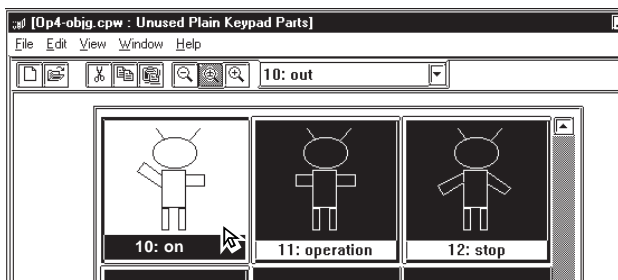 [Op4-objg.cpw : Unused Plain Keypad Parts]
File Edit View Window Help
10: out
10: on 11: operation 12: stop